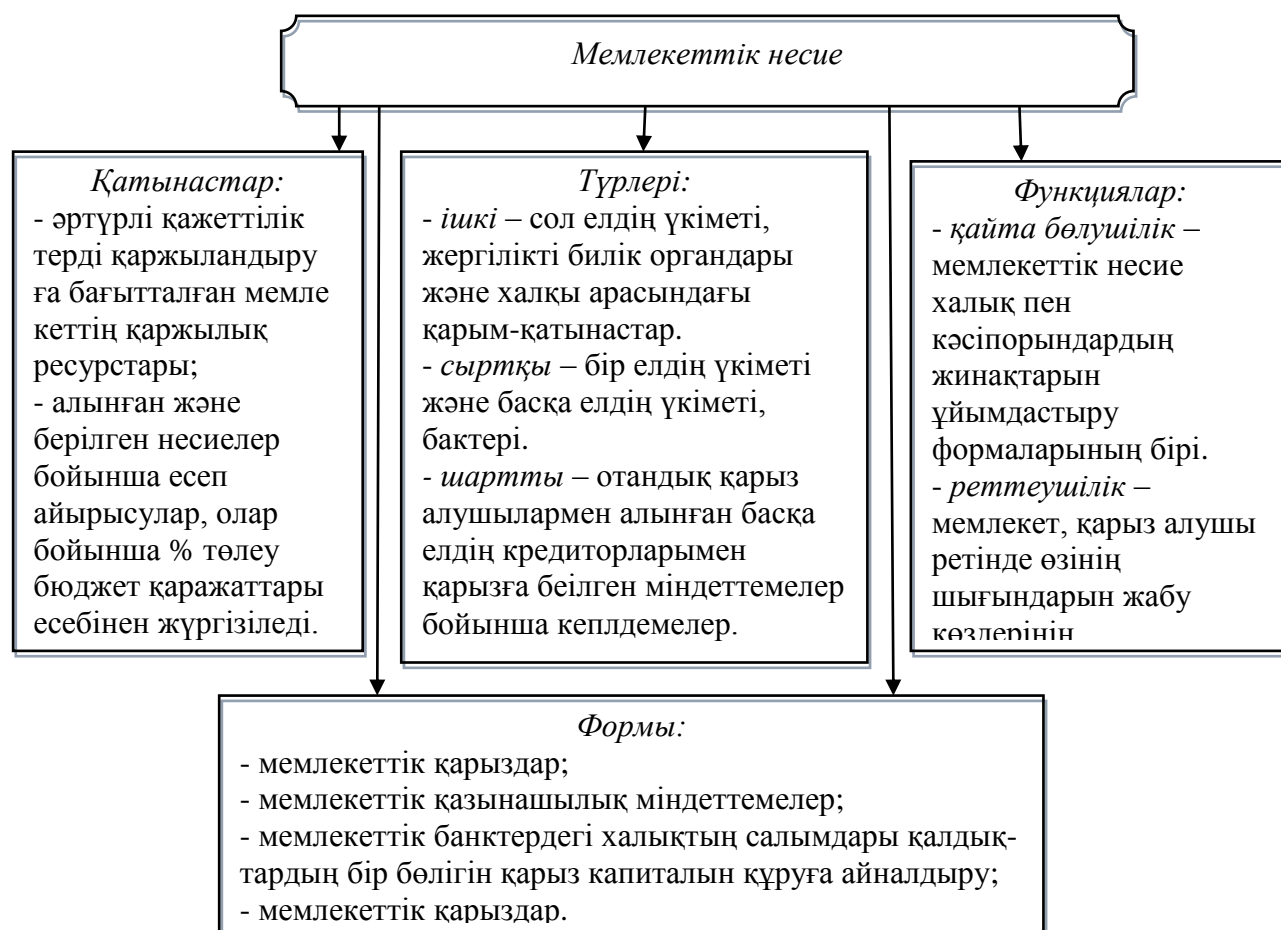 Мемлекеттік несие
Қатынастар:
- әртүрлі қажеттілік
терді қаржыландыру
ға бағытталған мемле
кеттің қаржылық
ресурстары;
- алынған және
берілген несиелер
бойынша есеп
айырысулар, олар
бойынша % төлеу
бюджет қаражаттары
есебінен жүргізіледі.
Түрлері:
- ішкі – сол елдің үкіметі,
жергілікті билік органдары
және халқы арасындағы
қарым-қатынастар.
- сыртқы – бір елдің үкіметі
және басқа елдің үкіметі,
бактері.
- шартты – отандық қарыз
алушылармен алынған басқа
елдің кредиторларымен
қарызға беілген міндеттемелер
бойынша кеплдемелер.
Функциялар:
- қайта бөлушілік –
мемлекеттік несие
халық пен
кәсіпорындардың
жинақтарын
ұйымдастыру
формаларының бірі.
- реттеушілік –
мемлекет, қарыз алушы
ретінде өзінің
шығындарын жабу
көздерінің
Формы:
- мемлекеттік қарыздар;
- мемлекеттік қазынашылық міндеттемелер;
- мемлекеттік банктердегі халықтың салымдары қалдық-
тардың бір бөлігін қарыз капиталын құруға айналдыру;
- мемлекеттік қарыздар.